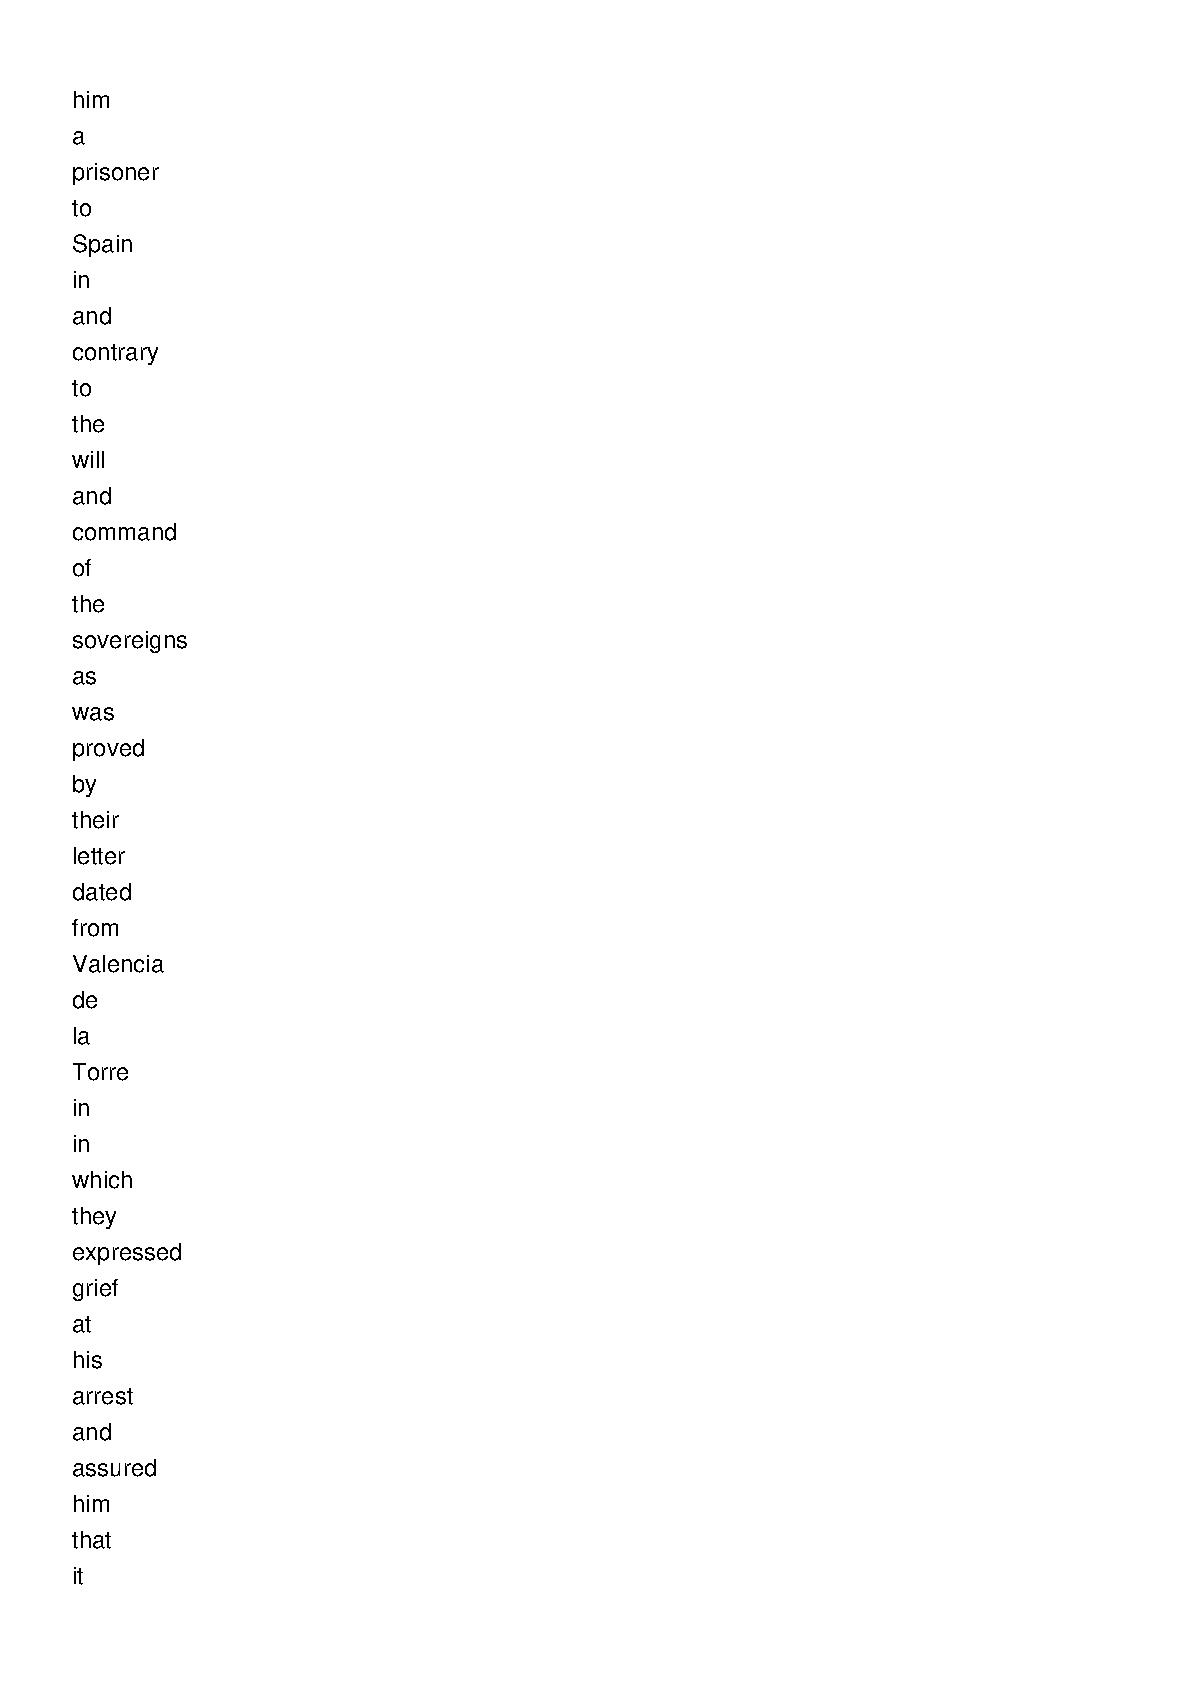 him
a
prisoner
to
Spain
in
and
contrary
to
the
will
and
command
of
the
sovereigns
as
was
proved
by
their
letter
dated
from
Valencia
de
la
Torre
in
in
which
they
expressed
grief
at
his
arrest
and
assured
him
that
it